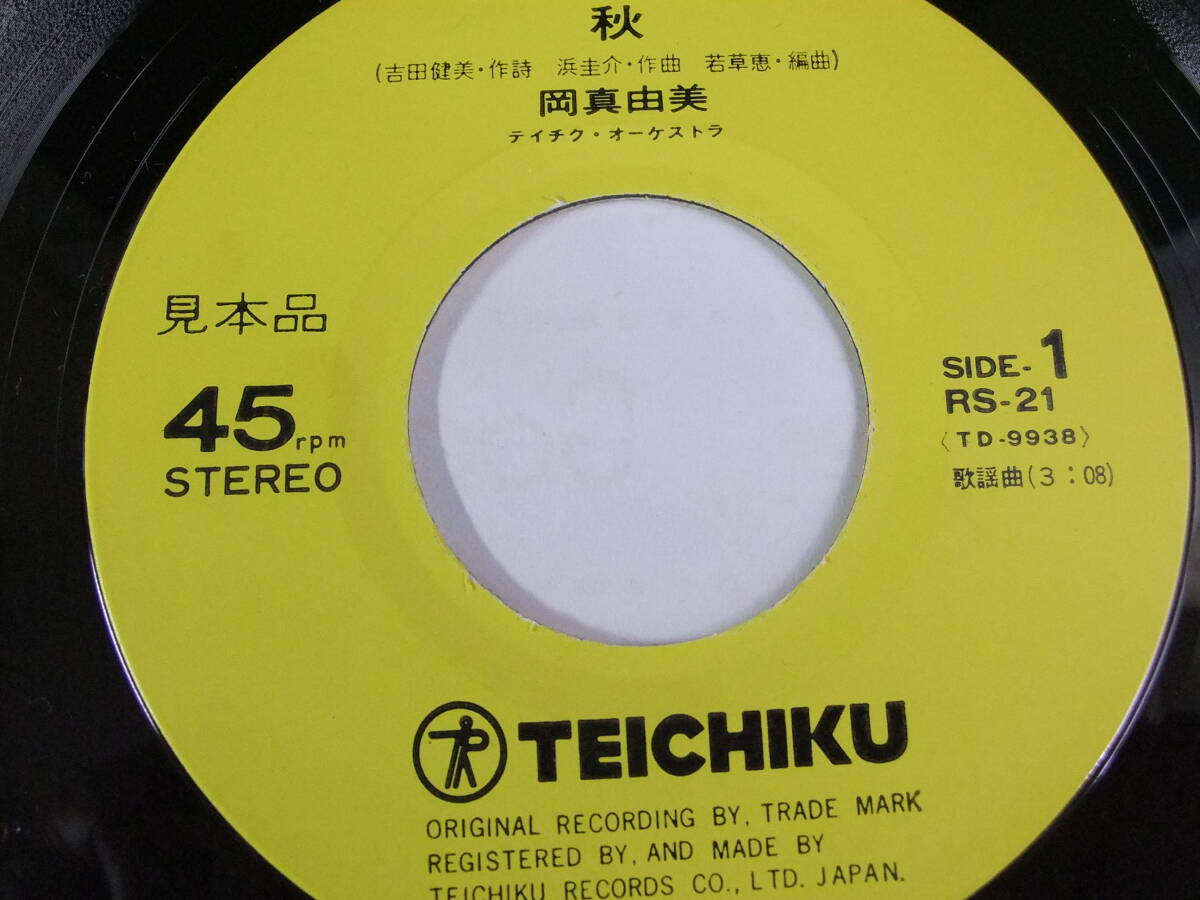 秋
(吉田健美・作詩 浜圭介・作曲 若草恵・編曲)
岡真由美
テイチク・オーケストラ
見本品
45rpm
STEREO
SIDE-1
RS-21
〈TD-9938〉
歌謡曲(3:08)
TEICHIKU
ORIGINAL RECORDING BY, TRADE MARK
REGISTERED BY, AND MADE BY
TEICHIKU RECORDS CO., LTD. JAPAN.